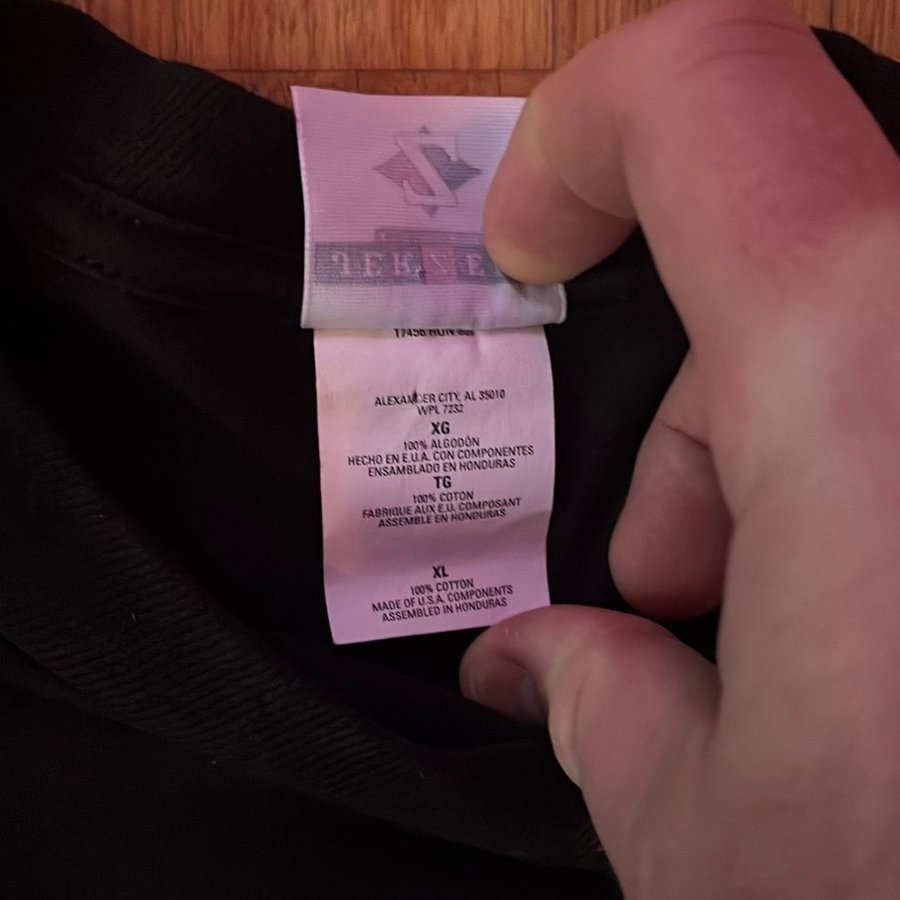 ALEXANDER CITY, AL 35010
WPL 7232
XG
100% ALGODÓN
HECHO EN E.U.A. CON COMPONENTES
ENSAMBLADO EN HONDURAS
TG
100% COTON
FABRIQUE AUX E.U. COMPOSANT
ASSEMBLE EN HONDURAS
XL
100% COTTON
MADE OF U.S.A. COMPONENTS
ASSEMBLED IN HONDURAS